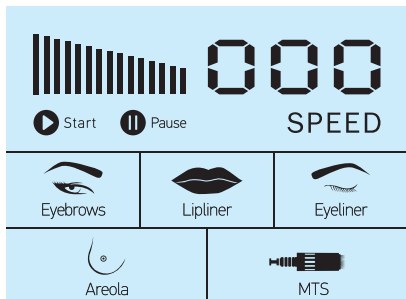 000
Start Pause SPEED
Eyebrows Lipliner Eyeliner
Areola MTS